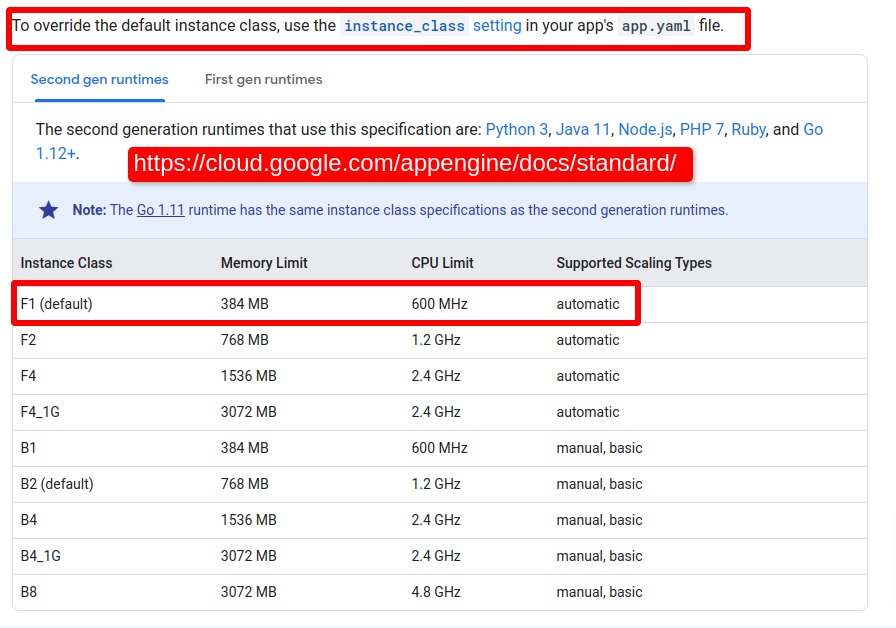 To override the default instance class, use the instance_class setting in your app's app.yaml file.
Second gen runtimes First gen runtimes
The second generation runtimes that use this specification are: Python 3, Java 11, Node.js, PHP 7, Ruby, and Go
1.12+.
https://cloud.google.com/appengine/docs/standard/
Note: The Go 1.11 runtime has the same instance class specifications as the second generation runtimes.
Instance Class Memory Limit CPU Limit Supported Scaling Types
F1 (default) 384 MB 600 MHz automatic
F2 768 MB 1.2 GHz automatic
F4 1536 MB 2.4 GHz automatic
F4_1G 3072 MB 2.4 GHz automatic
B1 384 MB 600 MHz manual, basic
B2 (default) 768 MB 1.2 GHz manual, basic
B4 1536 MB 2.4 GHz manual, basic
B4_1G 3072 MB 2.4 GHz manual, basic
B8 3072 MB 4.8 GHz manual, basic